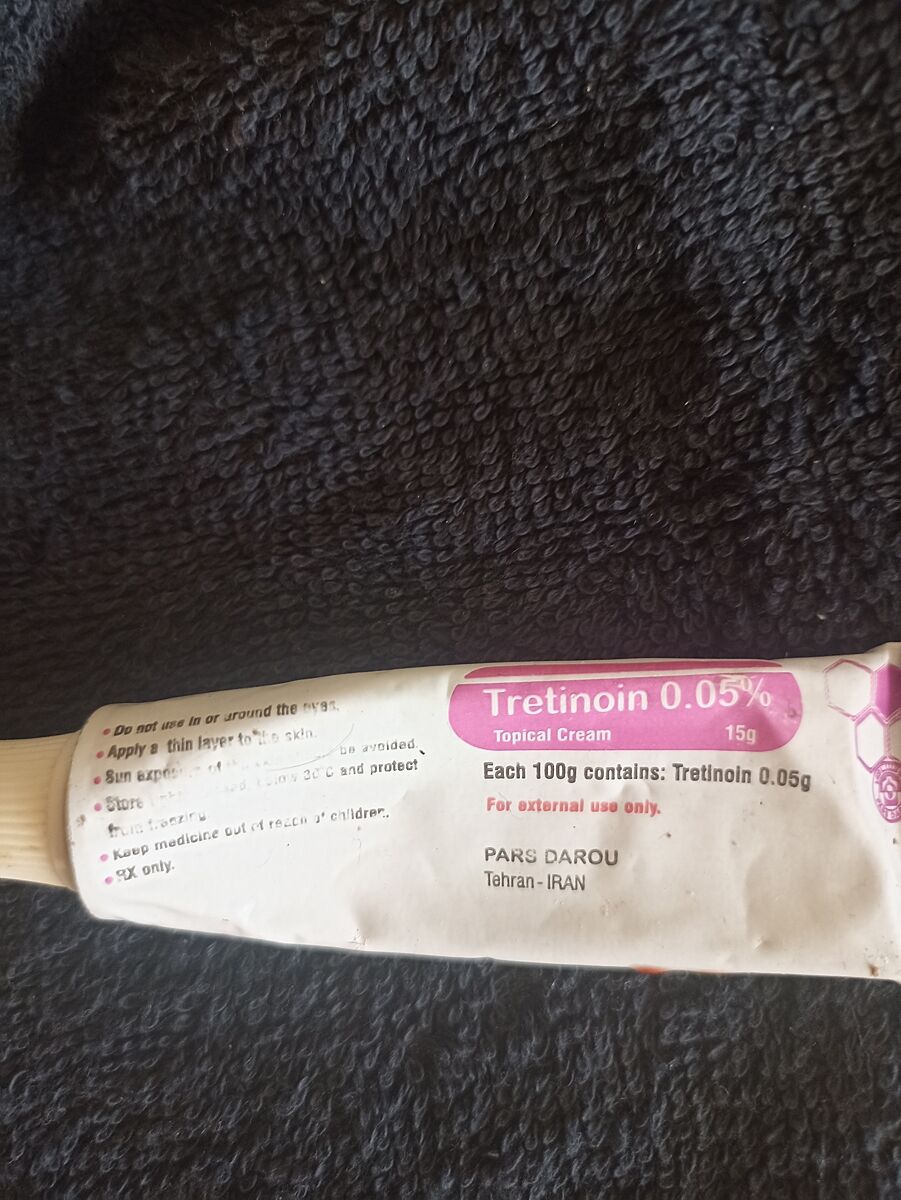 • Do not use in or around the eyes.
• Apply a thin layer to the skin.
• Sun exposure of the be avoided.
• Store below 30°C and protect
from freezing
• Keep medicine out of reach of children.
• RX only.
Tretinoin 0.05%
Topical Cream 15g
Each 100g contains: Tretinoin 0.05g
For external use only.
PARS DAROU
Tehran - IRAN